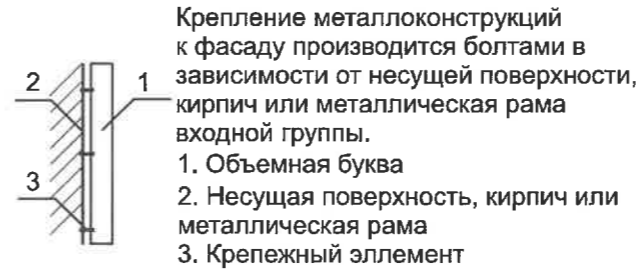 Крепление металлоконструкций
к фасаду производится болтами в
зависимости от несущей поверхности,
кирпич или металлическая рама
входной группы.
1. Объемная буква
2. Несущая поверхность, кирпич или
металлическая рама
3. Крепежный эллемент
2
1
3